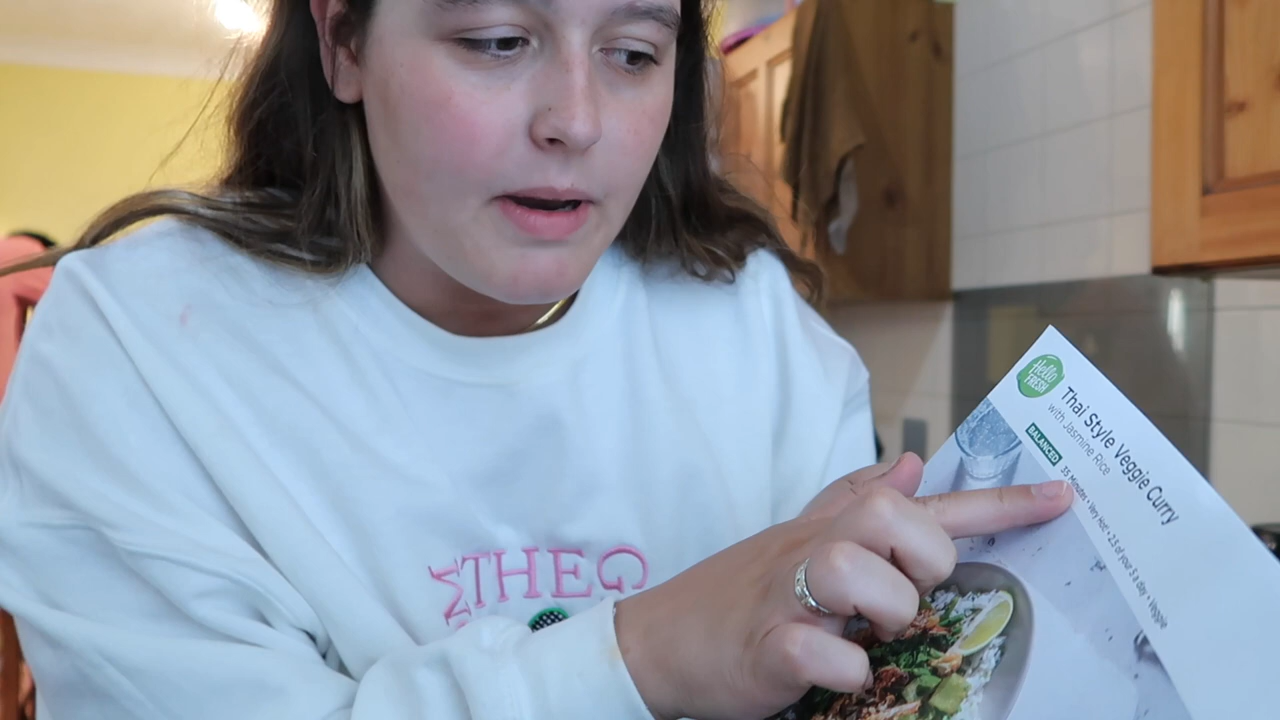 Hello
FRESH
Thai Style Veggie Curry
with Jasmine Rice
BALANCED
35 Minutes • Very Hot! • 2.5 of your 5 a day • Veggie
THE